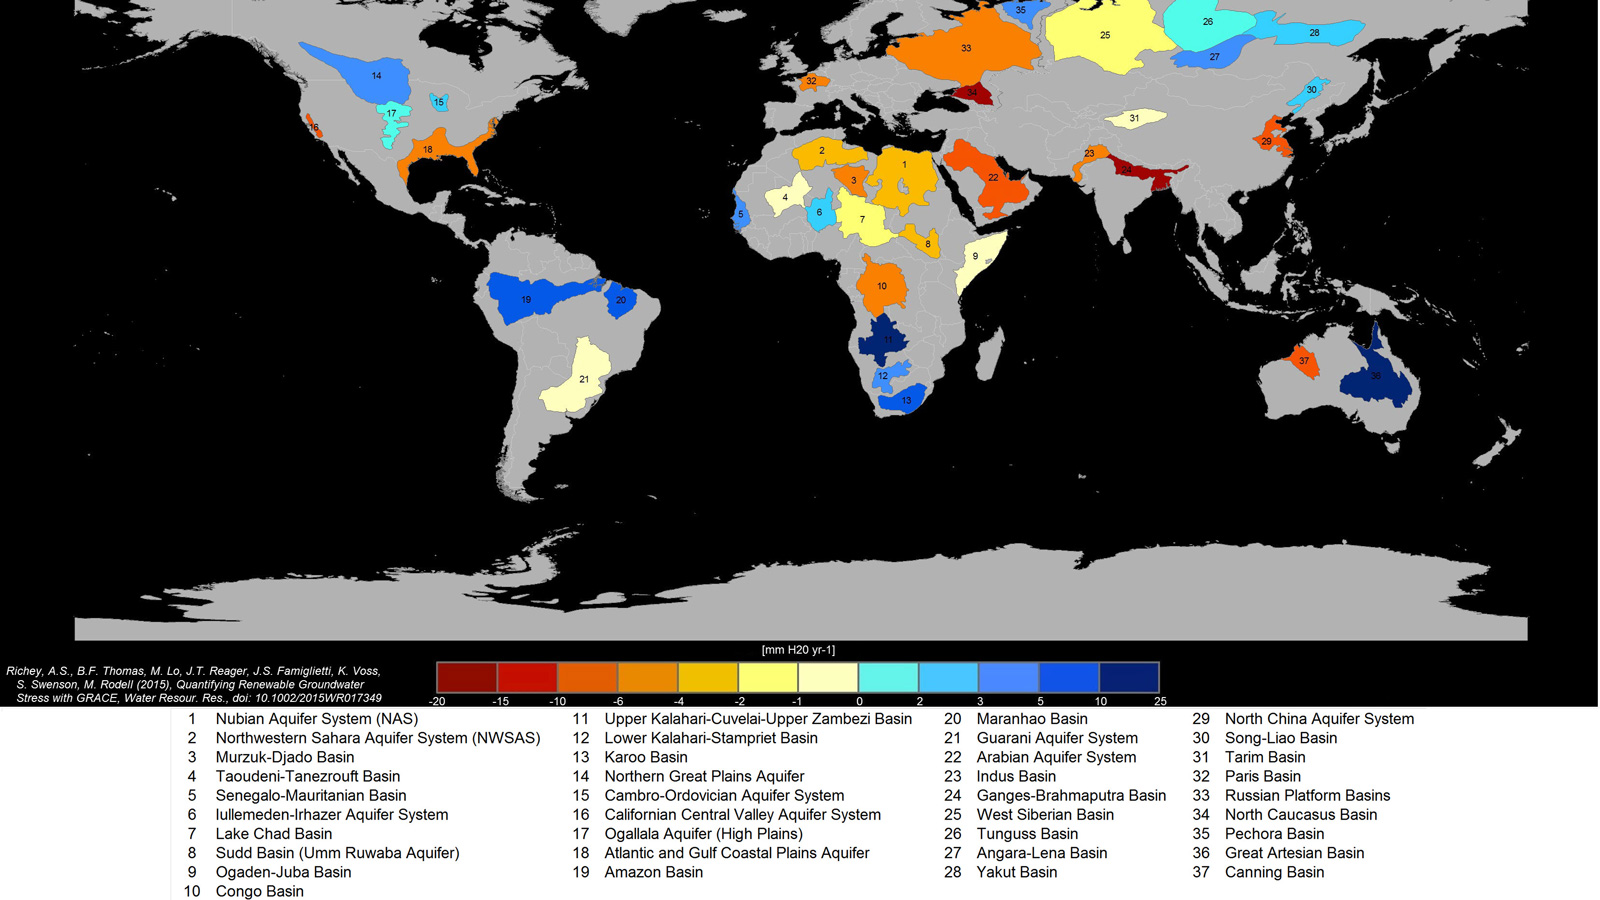 35
26
28
33
25
27
14
32
34
30
15
17
31
16
29
18
2
1
23
24
3
22
4
5
6
7
8
9
10
19
20
11
37
12
36
21
13
[mm H20 yr-1]
Richey, A.S., B.F. Thomas, M. Lo, J.T. Reager, J.S. Famiglietti, K. Voss,
S. Swenson, M. Rodell (2015), Quantifying Renewable Groundwater
Stress with GRACE, Water Resour. Res., doi: 10.1002/2015WR017349
-20 -15 -10 -6 -4 -2 -1 0 2 3 5 10 25
1 Nubian Aquifer System (NAS)
2 Northwestern Sahara Aquifer System (NWSAS)
3 Murzuk-Djado Basin
4 Taoudeni-Tanezrouft Basin
5 Senegalo-Mauritanian Basin
6 Iullemeden-Irhazer Aquifer System
7 Lake Chad Basin
8 Sudd Basin (Umm Ruwaba Aquifer)
9 Ogaden-Juba Basin
10 Congo Basin
11 Upper Kalahari-Cuvelai-Upper Zambezi Basin
12 Lower Kalahari-Stampriet Basin
13 Karoo Basin
14 Northern Great Plains Aquifer
15 Cambro-Ordovician Aquifer System
16 Californian Central Valley Aquifer System
17 Ogallala Aquifer (High Plains)
18 Atlantic and Gulf Coastal Plains Aquifer
19 Amazon Basin
20 Maranhao Basin
21 Guarani Aquifer System
22 Arabian Aquifer System
23 Indus Basin
24 Ganges-Brahmaputra Basin
25 West Siberian Basin
26 Tunguss Basin
27 Angara-Lena Basin
28 Yakut Basin
29 North China Aquifer System
30 Song-Liao Basin
31 Tarim Basin
32 Paris Basin
33 Russian Platform Basins
34 North Caucasus Basin
35 Pechora Basin
36 Great Artesian Basin
37 Canning Basin